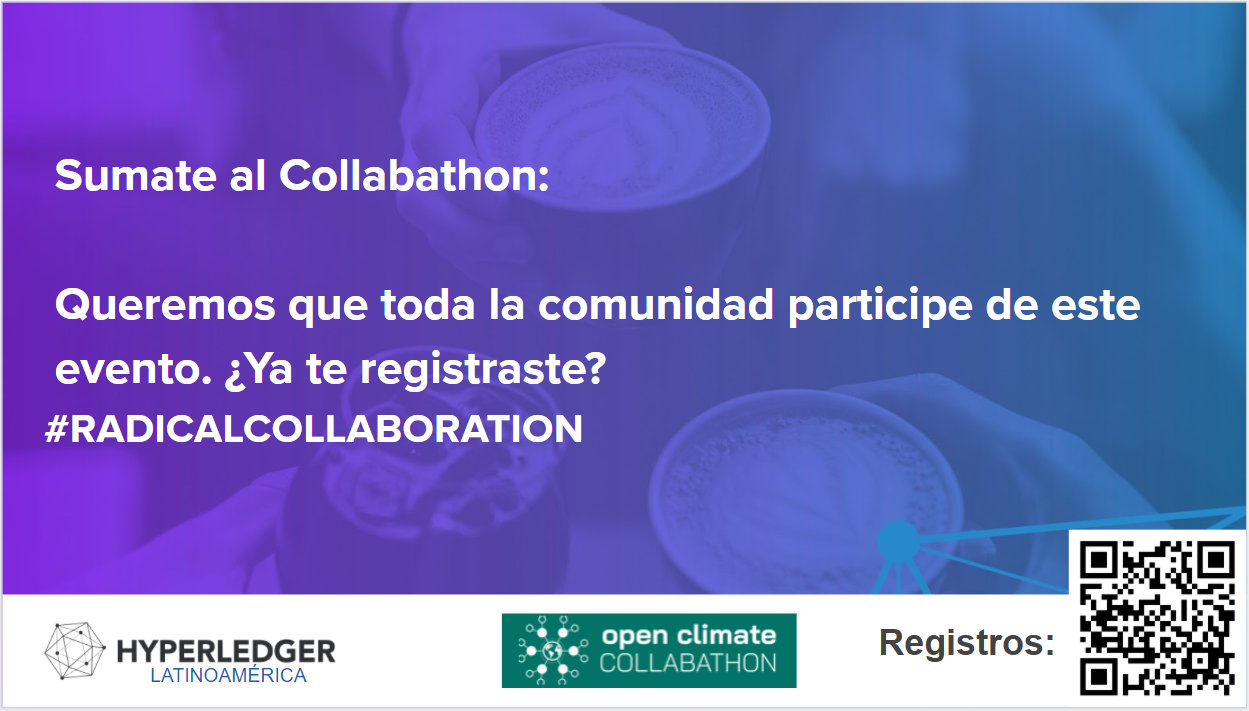 Sumate al Collabathon:
Queremos que toda la comunidad participe de este
evento. ¿Ya te registraste?
#RADICALCOLLABORATION
HYPERLEDGER
LATINOAMÉRICA
open climate
COLLABATHON
Registros: